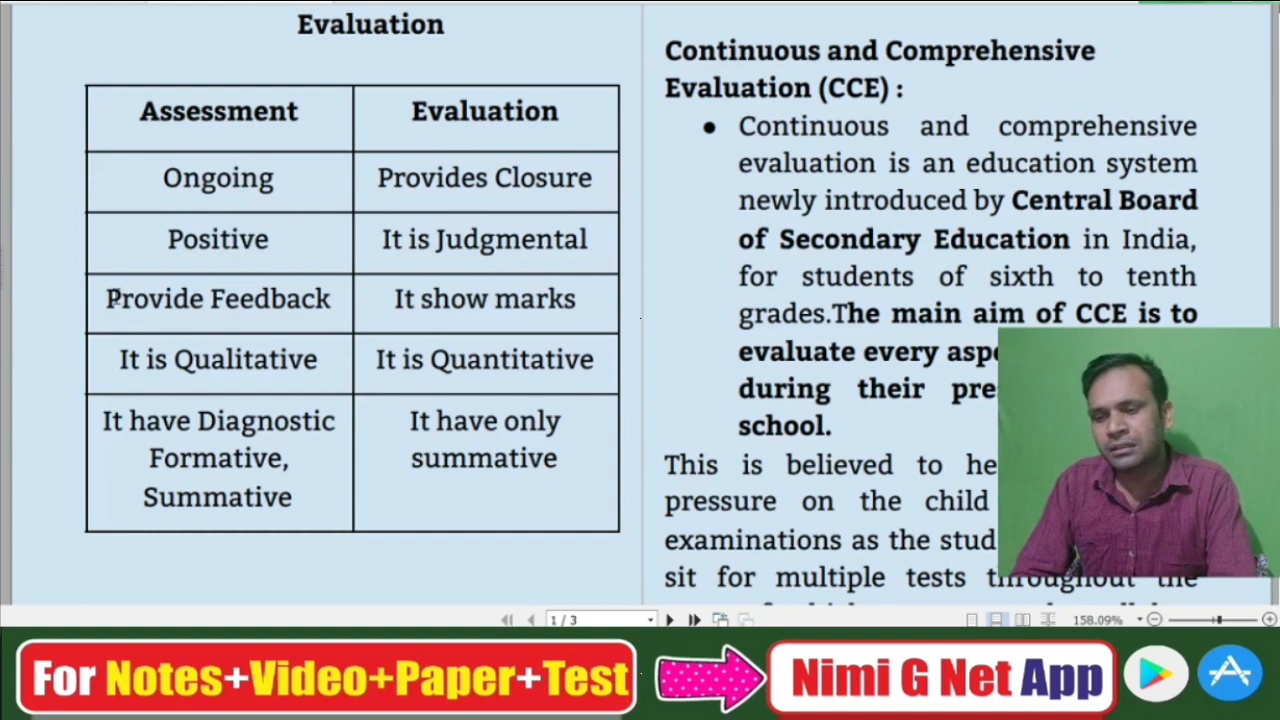 Evaluation
Assessment
Evaluation
Ongoing
Provides Closure
Positive
It is Judgmental
Provide Feedback
It show marks
It is Qualitative
It is Quantitative
It have Diagnostic
Formative,
Summative
It have only
summative
Continuous and Comprehensive
Evaluation (CCE) :
● Continuous and comprehensive
evaluation is an education system
newly introduced by Central Board
of Secondary Education in India,
for students of sixth to tenth
grades.The main aim of CCE is to
evaluate every
during their
school.
This is believed to
pressure on the child
examinations as the
sit for multiple tests throughout the
1 / 3
158.09%
For Notes+Video+Paper+Test
Nimi G Net App